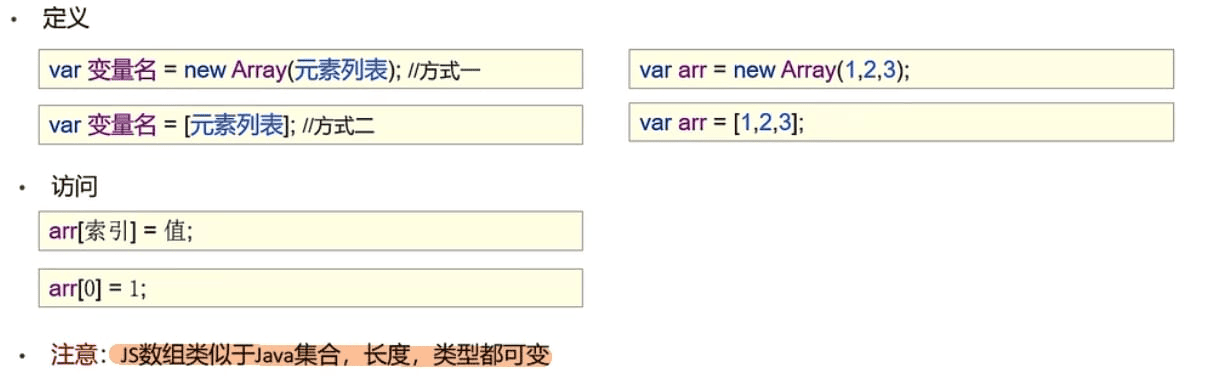 • 定义
var 变量名 = new Array(元素列表); //方式一
var arr = new Array(1,2,3);
var 变量名 = [元素列表]; //方式二
var arr = [1,2,3];
• 访问
arr[索引] = 值;
arr[0] = 1;
• 注意：JS数组类似于Java集合，长度，类型都可变